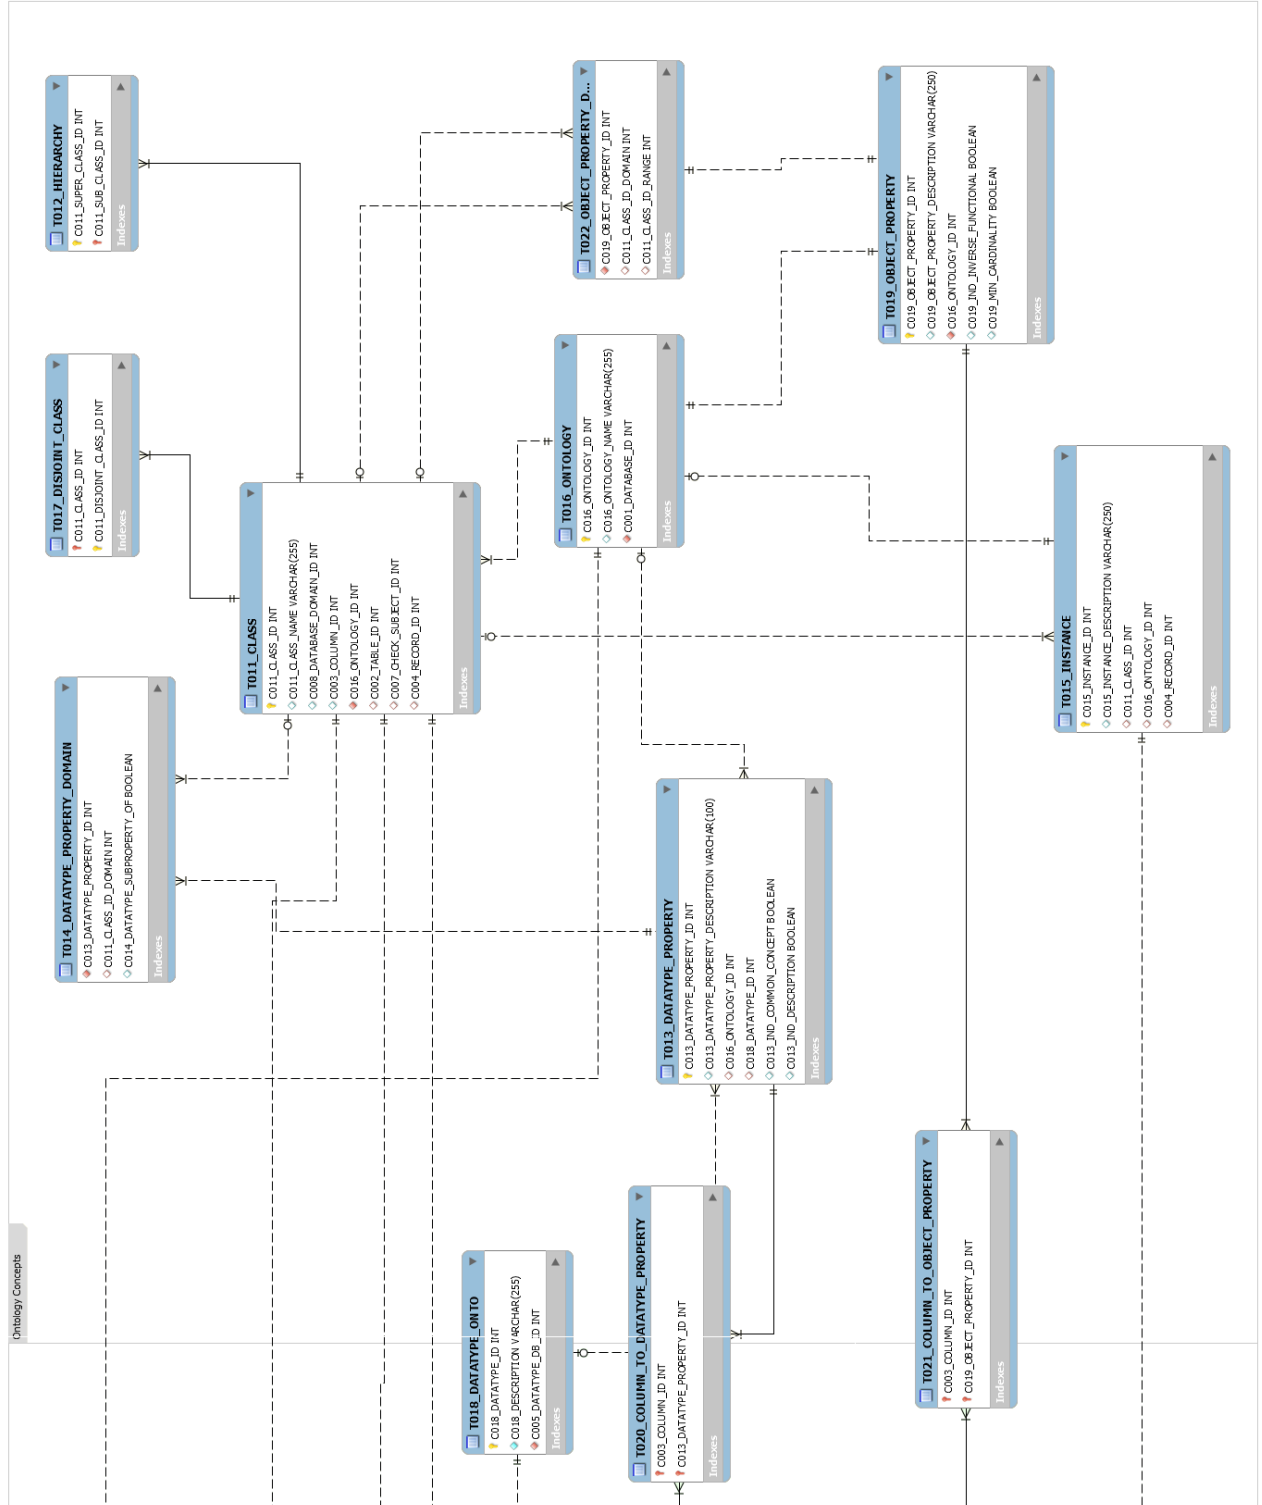 T012_HIERARCHY
C011_SUPER_CLASS_ID INT
C011_SUB_CLASS_ID INT
Indexes
T017_DISJOINT_CLASS
C011_CLASS_ID INT
C011_DISJOINT_CLASS_ID INT
Indexes
T014_DATATYPE_PROPERTY_DOMAIN
C013_DATATYPE_PROPERTY_ID INT
C011_CLASS_ID_DOMAIN INT
C014_DATATYPE_SUBPROPERTY_OF BOOLEAN
Indexes
T011_CLASS
C011_CLASS_ID INT
C011_CLASS_NAME VARCHAR(255)
C008_DATABASE_DOMAIN_ID INT
C003_COLUMN_ID INT
C016_ONTOLOGY_ID INT
C002_TABLE_ID INT
C007_CHECK_SUBJECT_ID INT
C004_RECORD_ID INT
Indexes
T022_OBJECT_PROPERTY_D...
C019_OBJECT_PROPERTY_ID INT
C011_CLASS_ID_DOMAIN INT
C011_CLASS_ID_RANGE INT
Indexes
T016_ONTOLOGY
C016_ONTOLOGY_ID INT
C016_ONTOLOGY_NAME VARCHAR(255)
C001_DATABASE_ID INT
Indexes
T019_OBJECT_PROPERTY
C019_OBJECT_PROPERTY_ID INT
C019_OBJECT_PROPERTY_DESCRIPTION VARCHAR(250)
C016_ONTOLOGY_ID INT
C019_IND_INVERSE_FUNCTIONAL BOOLEAN
C019_MIN_CARDINALITY BOOLEAN
Indexes
T015_INSTANCE
C015_INSTANCE_ID INT
C015_INSTANCE_DESCRIPTION VARCHAR(250)
C011_CLASS_ID INT
C016_ONTOLOGY_ID INT
C004_RECORD_ID INT
Indexes
T013_DATATYPE_PROPERTY
C013_DATATYPE_PROPERTY_ID INT
C013_DATATYPE_PROPERTY_DESCRIPTION VARCHAR(100)
C016_ONTOLOGY_ID INT
C018_DATATYPE_ID INT
C013_IND_COMMON_CONCEPT BOOLEAN
C013_IND_DESCRIPTION BOOLEAN
Indexes
Ontology Concepts
T018_DATATYPE_ONTO
C018_DATATYPE_ID INT
C018_DESCRIPTION VARCHAR(255)
C005_DATATYPE_DB_ID INT
Indexes
T020_COLUMN_TO_DATATYPE_PROPERTY
C003_COLUMN_ID INT
C013_DATATYPE_PROPERTY_ID INT
Indexes
T021_COLUMN_TO_OBJECT_PROPERTY
C003_COLUMN_ID INT
C019_OBJECT_PROPERTY_ID INT
Indexes